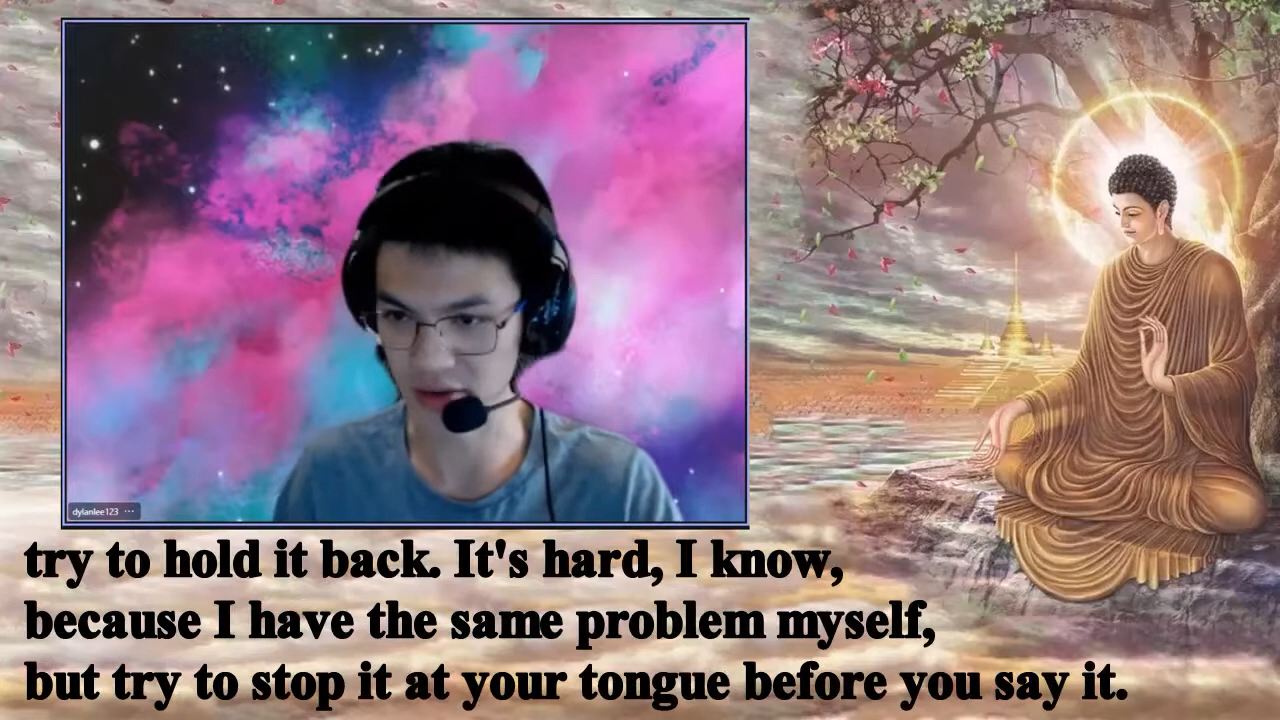 dylanlee123 ...
try to hold it back. It's hard, I know,
because I have the same problem myself,
but try to stop it at your tongue before you say it.